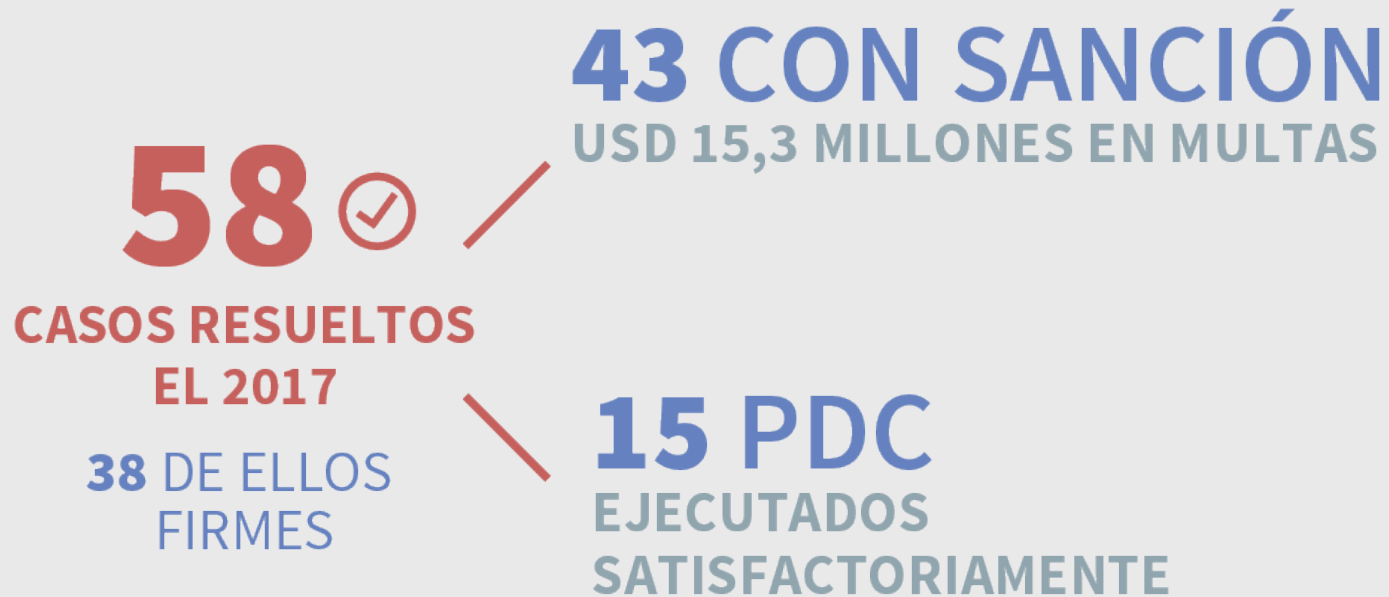 58
CASOS RESUELTOS
EL 2017
38 DE ELLOS
FIRMES
43 CON SANCIÓN
USD 15,3 MILLONES EN MULTAS
15 PDC
EJECUTADOS
SATISFACTORIAMENTE